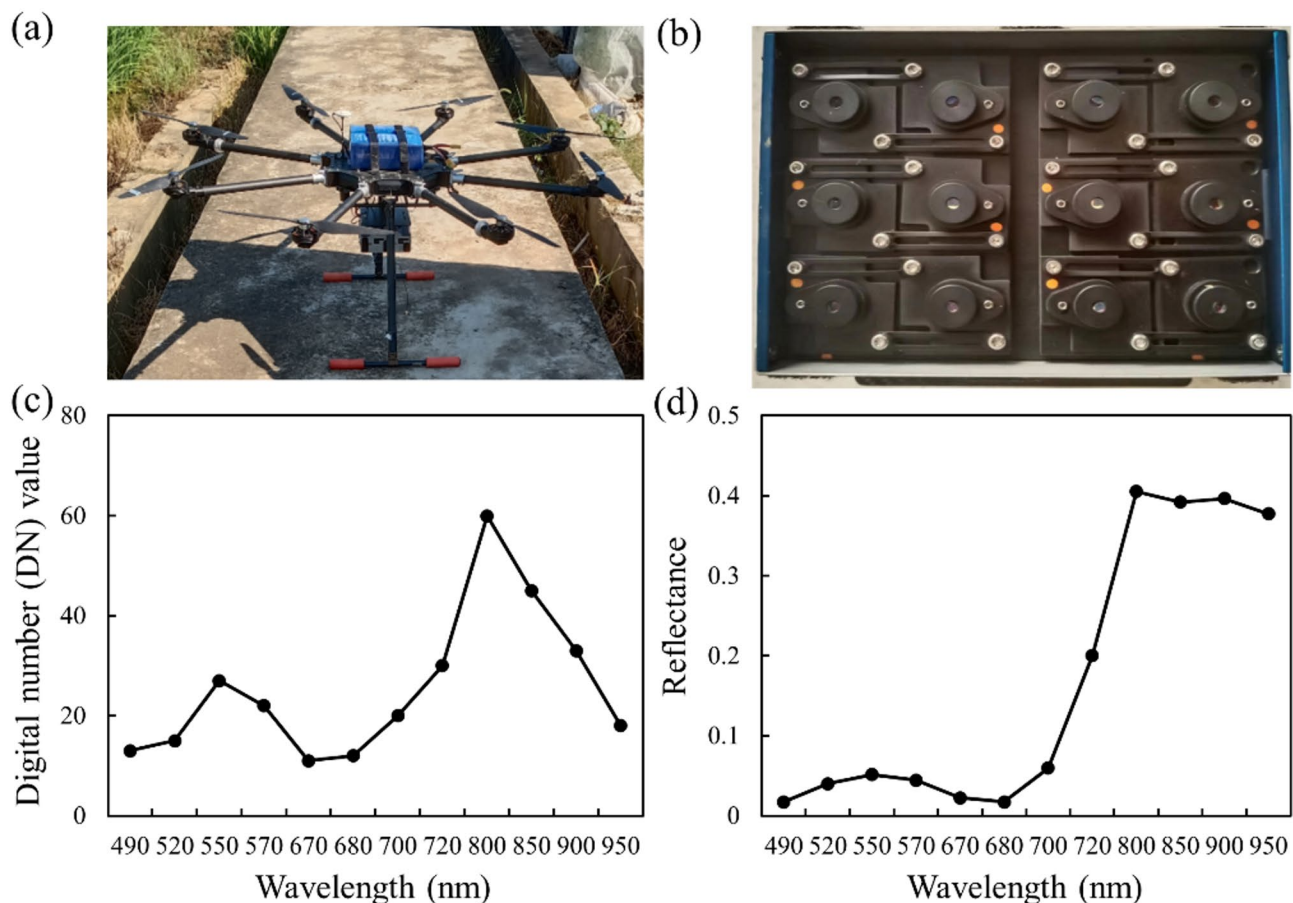 (a)
(b)
(c)
80
60
40
20
0
Digital number (DN) value
490 520 550 570 670 680 700 720 800 850 900 950
Wavelength (nm)
(d)
0.5
0.4
0.3
0.2
0.1
0
Reflectance
490 520 550 570 670 680 700 720 800 850 900 950
Wavelength (nm)